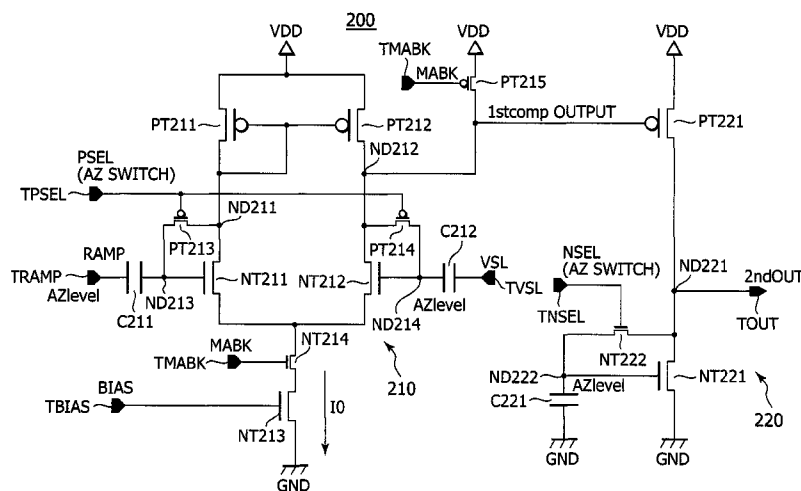 200
VDD
VDD
VDD
TMABK
MABK
PT215
PT211
PT212
1stcomp OUTPUT
PT221
ND212
PSEL
(AZ SWITCH)
TPSEL
ND211
PT213
PT214
C212
RAMP
TRAMP
AZlevel
C211
ND213
NT211
NT212
VSL
TVSL
AZlevel
ND214
NSEL
(AZ SWITCH)
TNSEL
ND221
2ndOUT
TOUT
NT222
MABK
TMABK
NT214
210
ND222
AZlevel
C221
NT221
220
BIAS
TBIAS
NT213
I0
GND
GND
GND